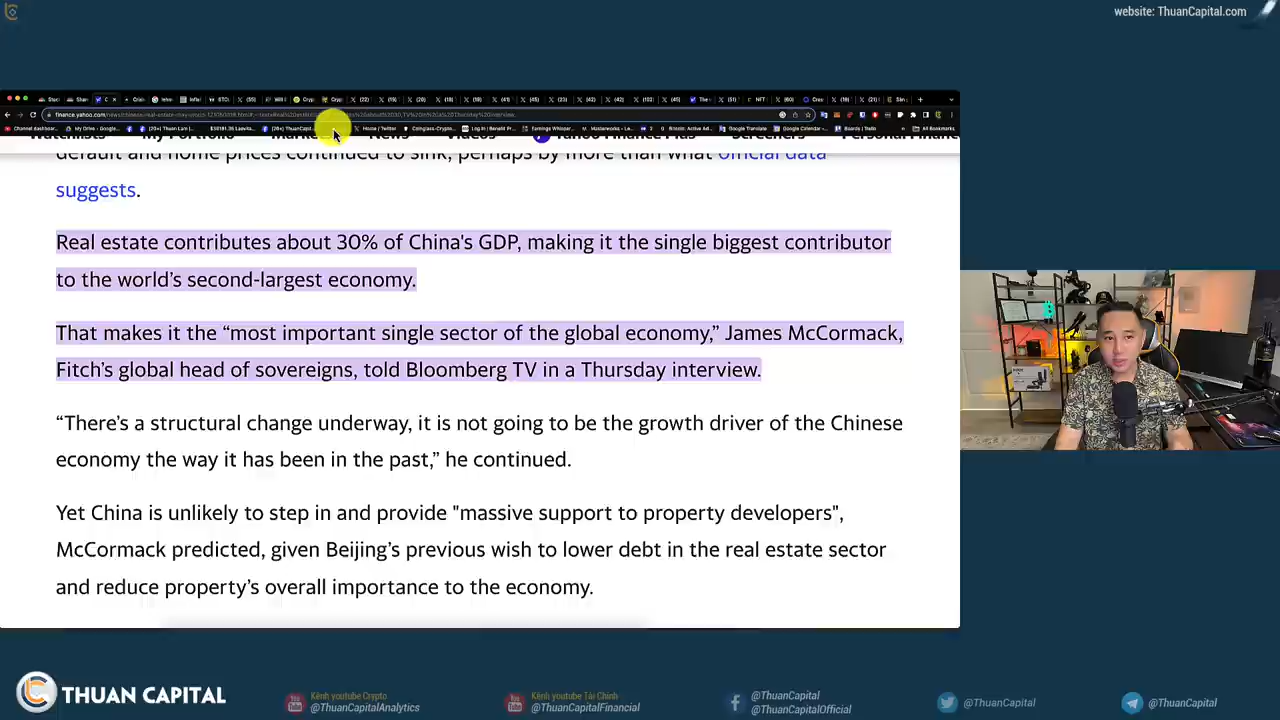 website: ThuanCapital.com
default and home prices continued to sink, perhaps by more than what official data
suggests.
Real estate contributes about 30% of China's GDP, making it the single biggest contributor
to the world’s second-largest economy.
That makes it the “most important single sector of the global economy,” James McCormack,
Fitch’s global head of sovereigns, told Bloomberg TV in a Thursday interview.
“There’s a structural change underway, it is not going to be the growth driver of the Chinese
economy the way it has been in the past,” he continued.
Yet China is unlikely to step in and provide "massive support to property developers",
McCormack predicted, given Beijing’s previous wish to lower debt in the real estate sector
and reduce property’s overall importance to the economy.
THUAN CAPITAL
Kênh youtube Crypto
@ThuanCapitalAnalytics
Kênh youtube Tài Chính
@ThuanCapitalFinancial
@ThuanCapital
@ThuanCapitalOfficial
@ThuanCapital
@ThuanCapital